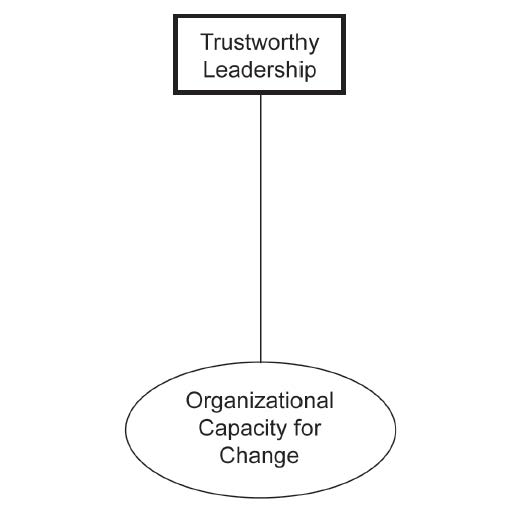 Trustworthy
Leadership
Organizational
Capacity for
Change